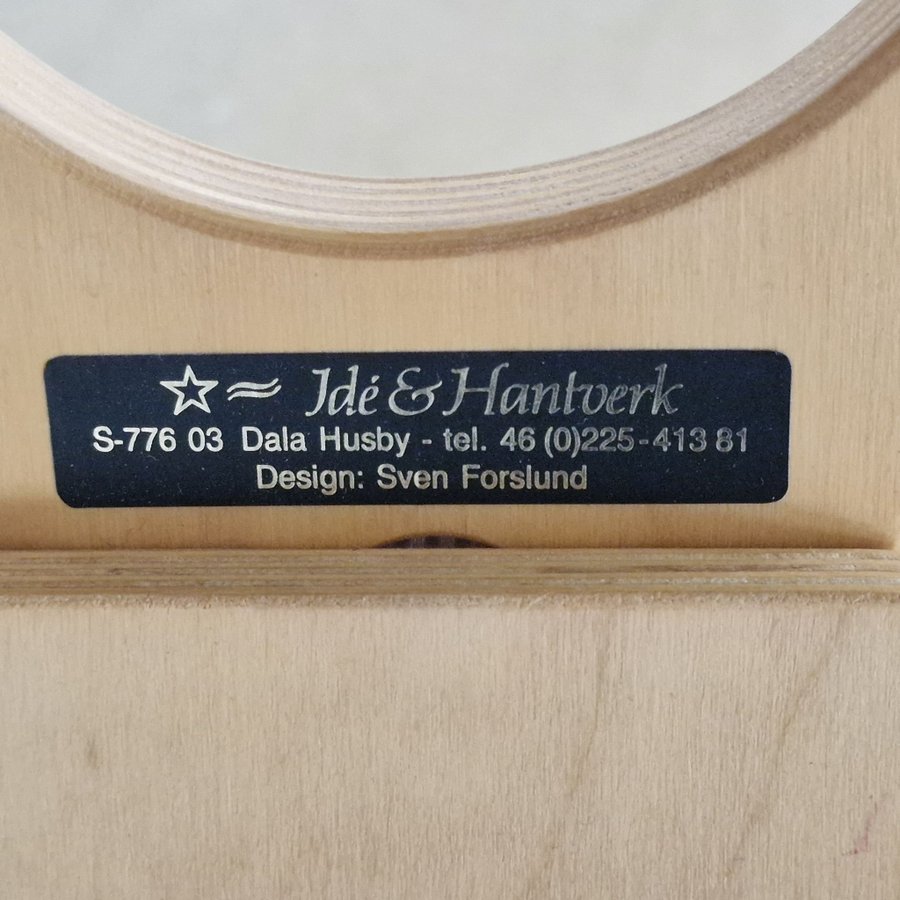 Idé & Hantverk
S-776 03 Dala Husby - tel. 46 (0)225-413 81
Design: Sven Forslund